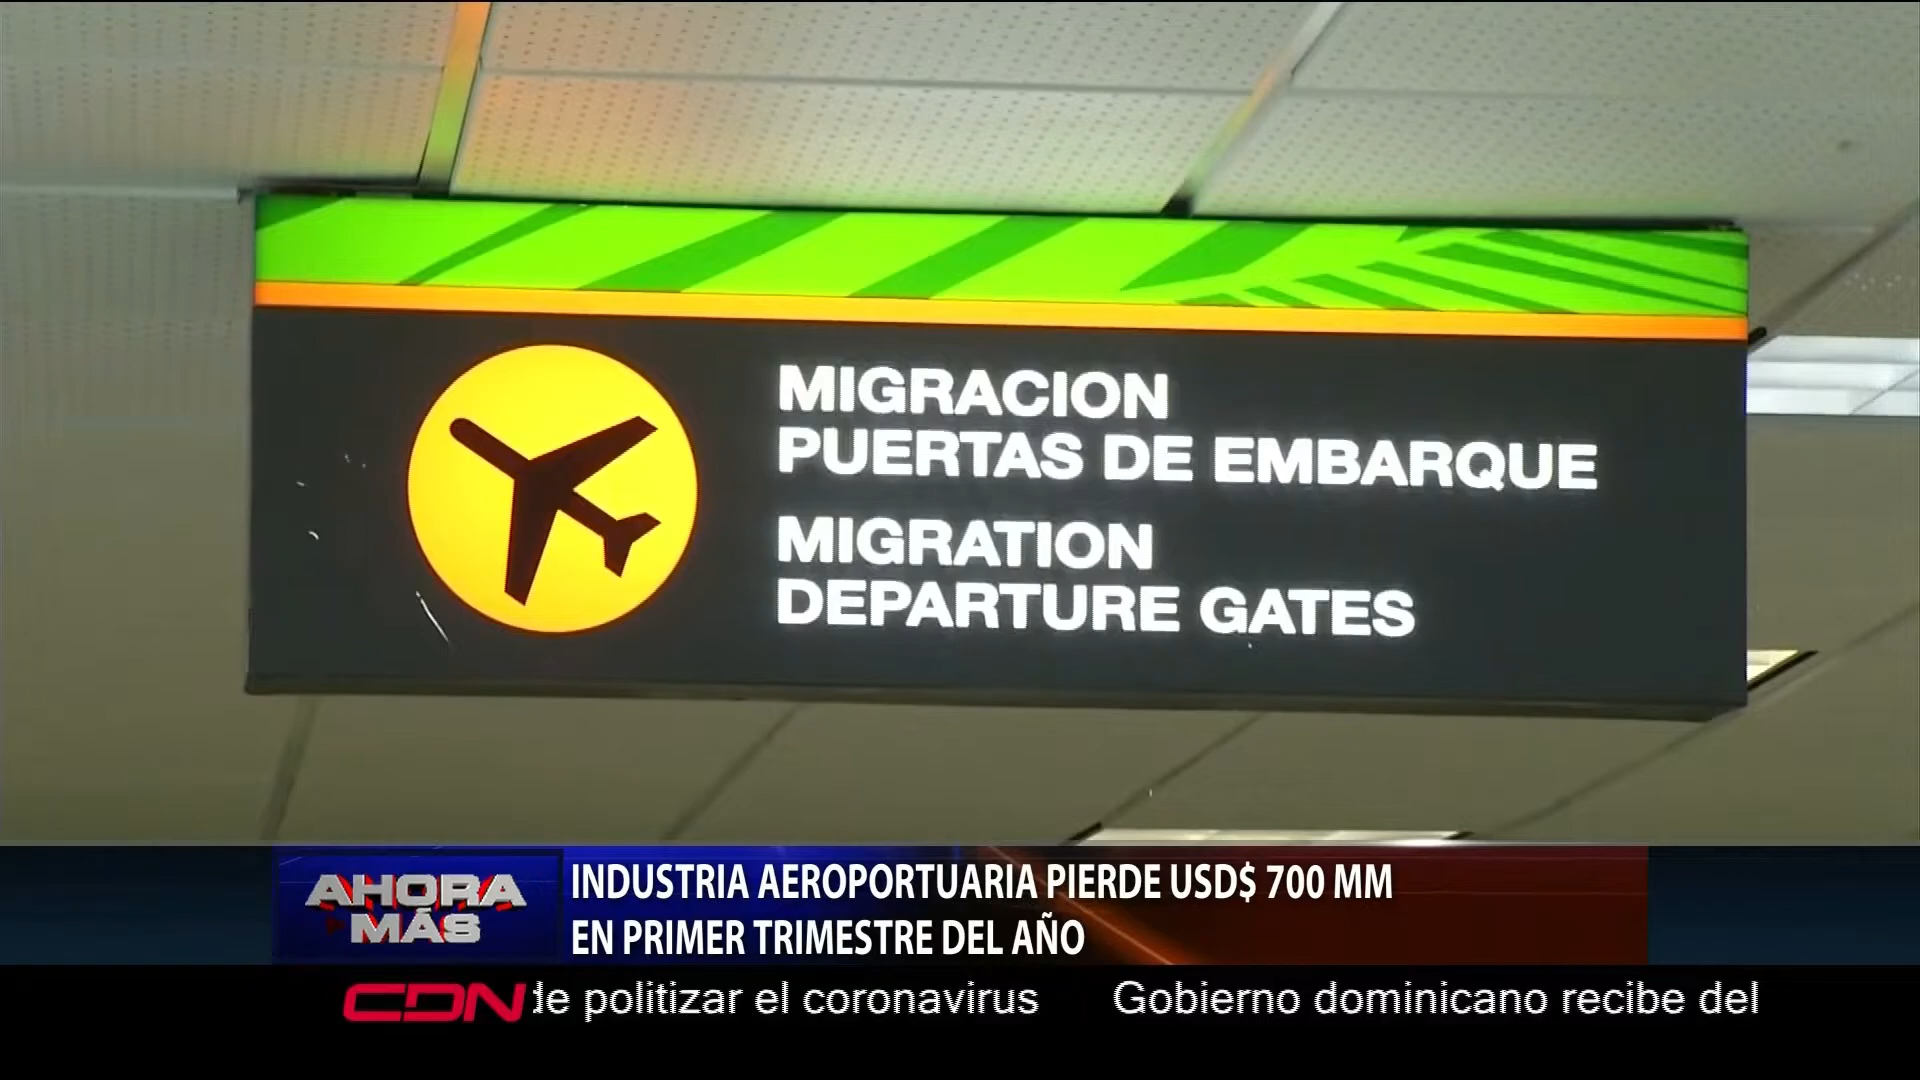 MIGRACION
PUERTAS DE EMBARQUE
MIGRATION
DEPARTURE GATES
AHORA
MÁS
INDUSTRIA AEROPORTUARIA PIERDE USD$ 700 MM
EN PRIMER TRIMESTRE DEL AÑO
CDN
de politizar el coronavirus Gobierno dominicano recibe del